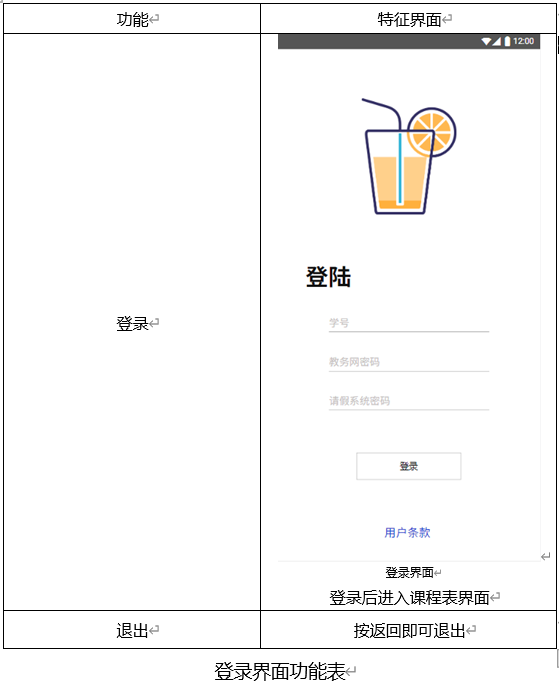 功能
特征界面
登录
12:00
登陆
学号
教务网密码
请假系统密码
登录
用户条款
登录界面
登录后进入课程表界面
退出
按返回即可退出
登录界面功能表